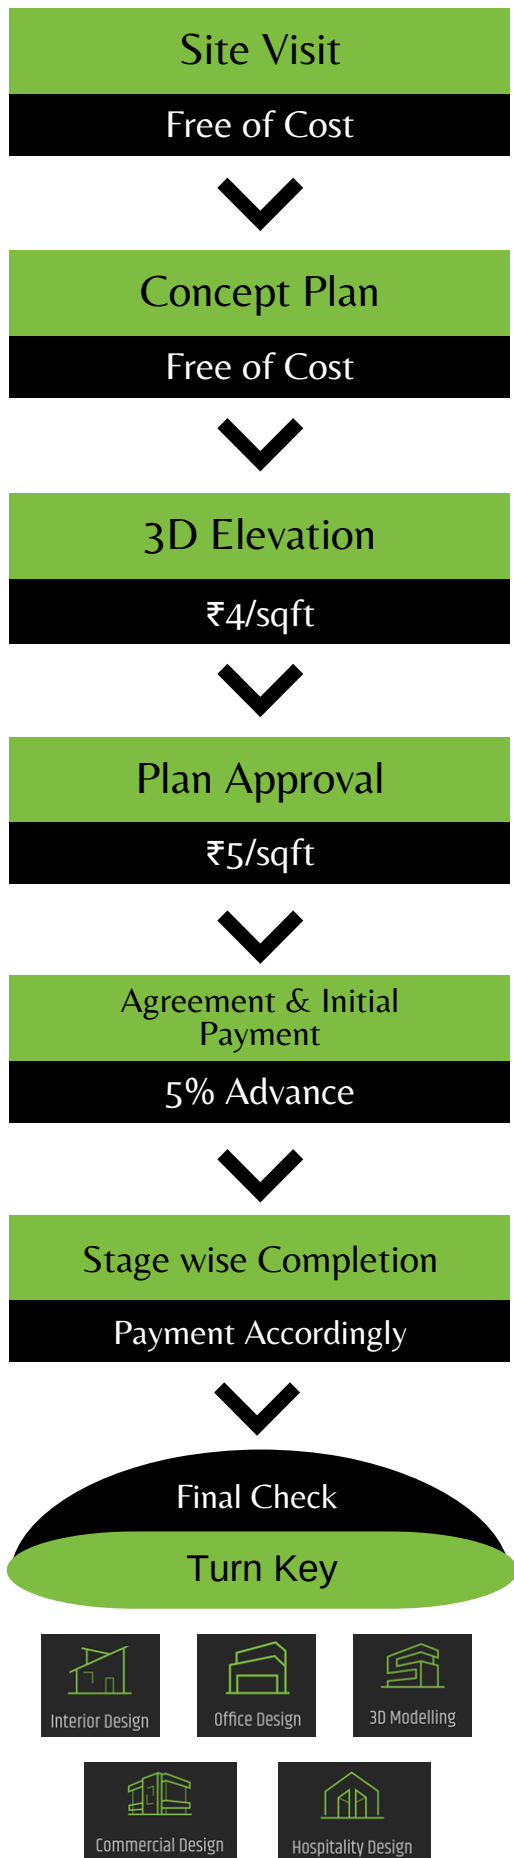 Site Visit
Free of Cost
Concept Plan
Free of Cost
3D Elevation
₹4/sqft
Plan Approval
₹5/sqft
Agreement & Initial
Payment
5% Advance
Stage wise Completion
Payment Accordingly
Final Check
Turn Key
Interior Design
Office Design
3D Modelling
Commercial Design
Hospitality Design